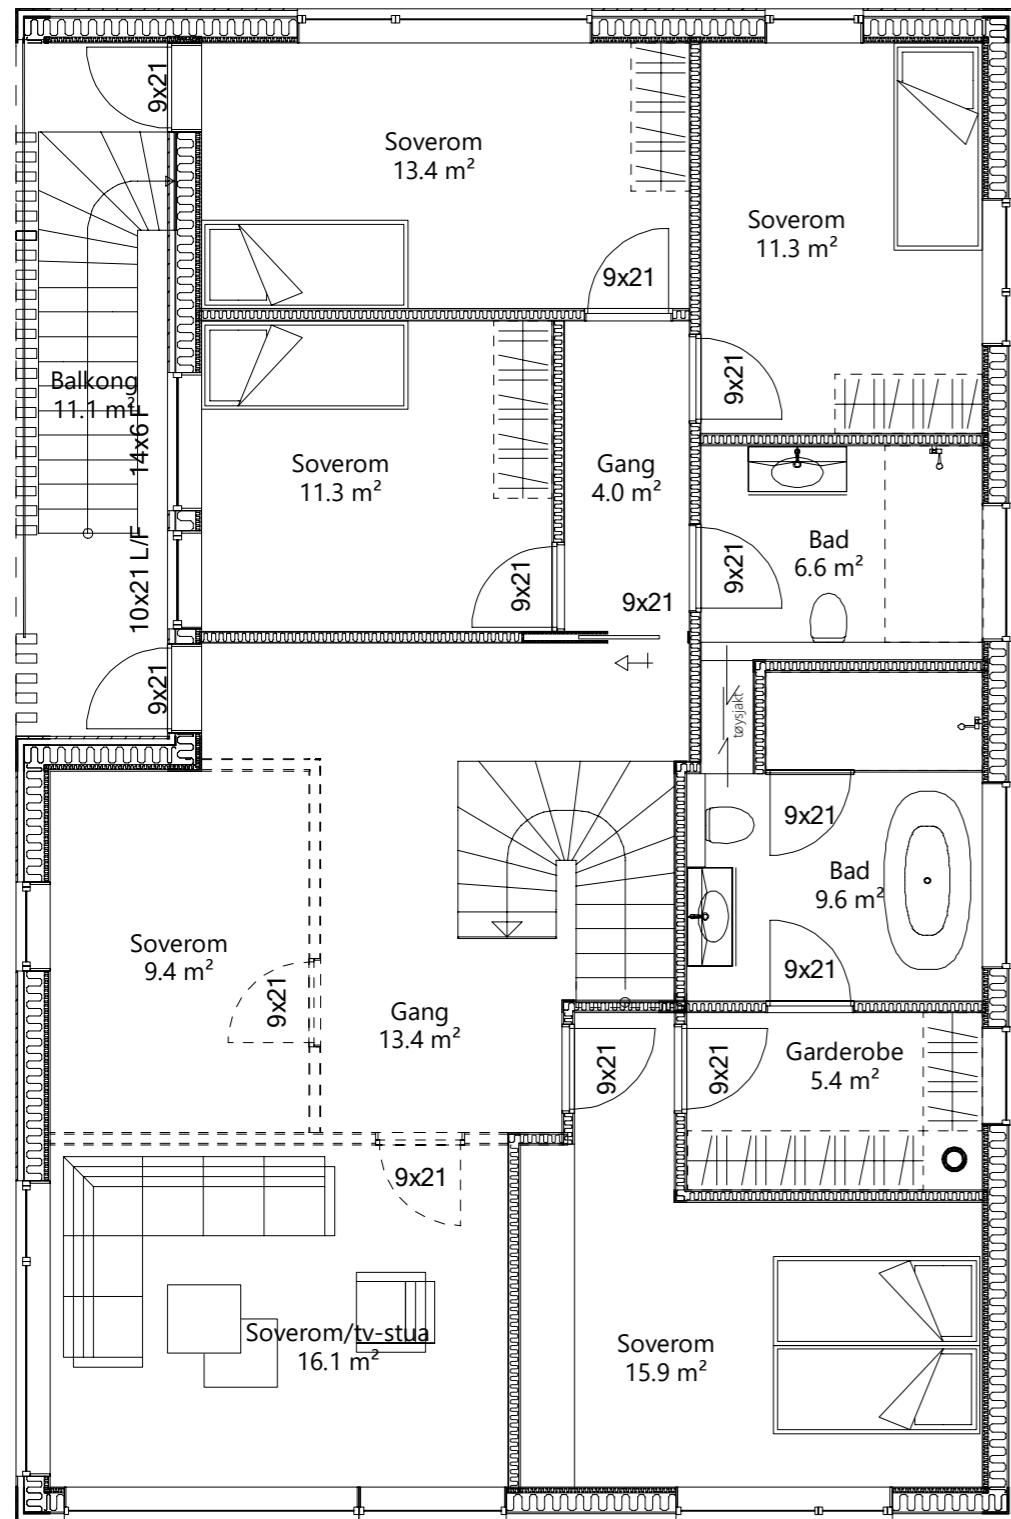 9x21
Soverom
13.4 m²
Soverom
11.3 m²
9x21
9x21
Balkong
11.1 m²
14x6 F
Soverom
11.3 m²
Gang
4.0 m²
Bad
6.6 m²
9x21
10x21 L/F
9x21
9x21
9x21
tøysjakt
9x21
Bad
9.6 m²
9x21
Soverom
9.4 m²
9x21
Gang
13.4 m²
9x21
9x21
Garderobe
5.4 m²
9x21
Soverom/tv-stua
16.1 m²
Soverom
15.9 m²